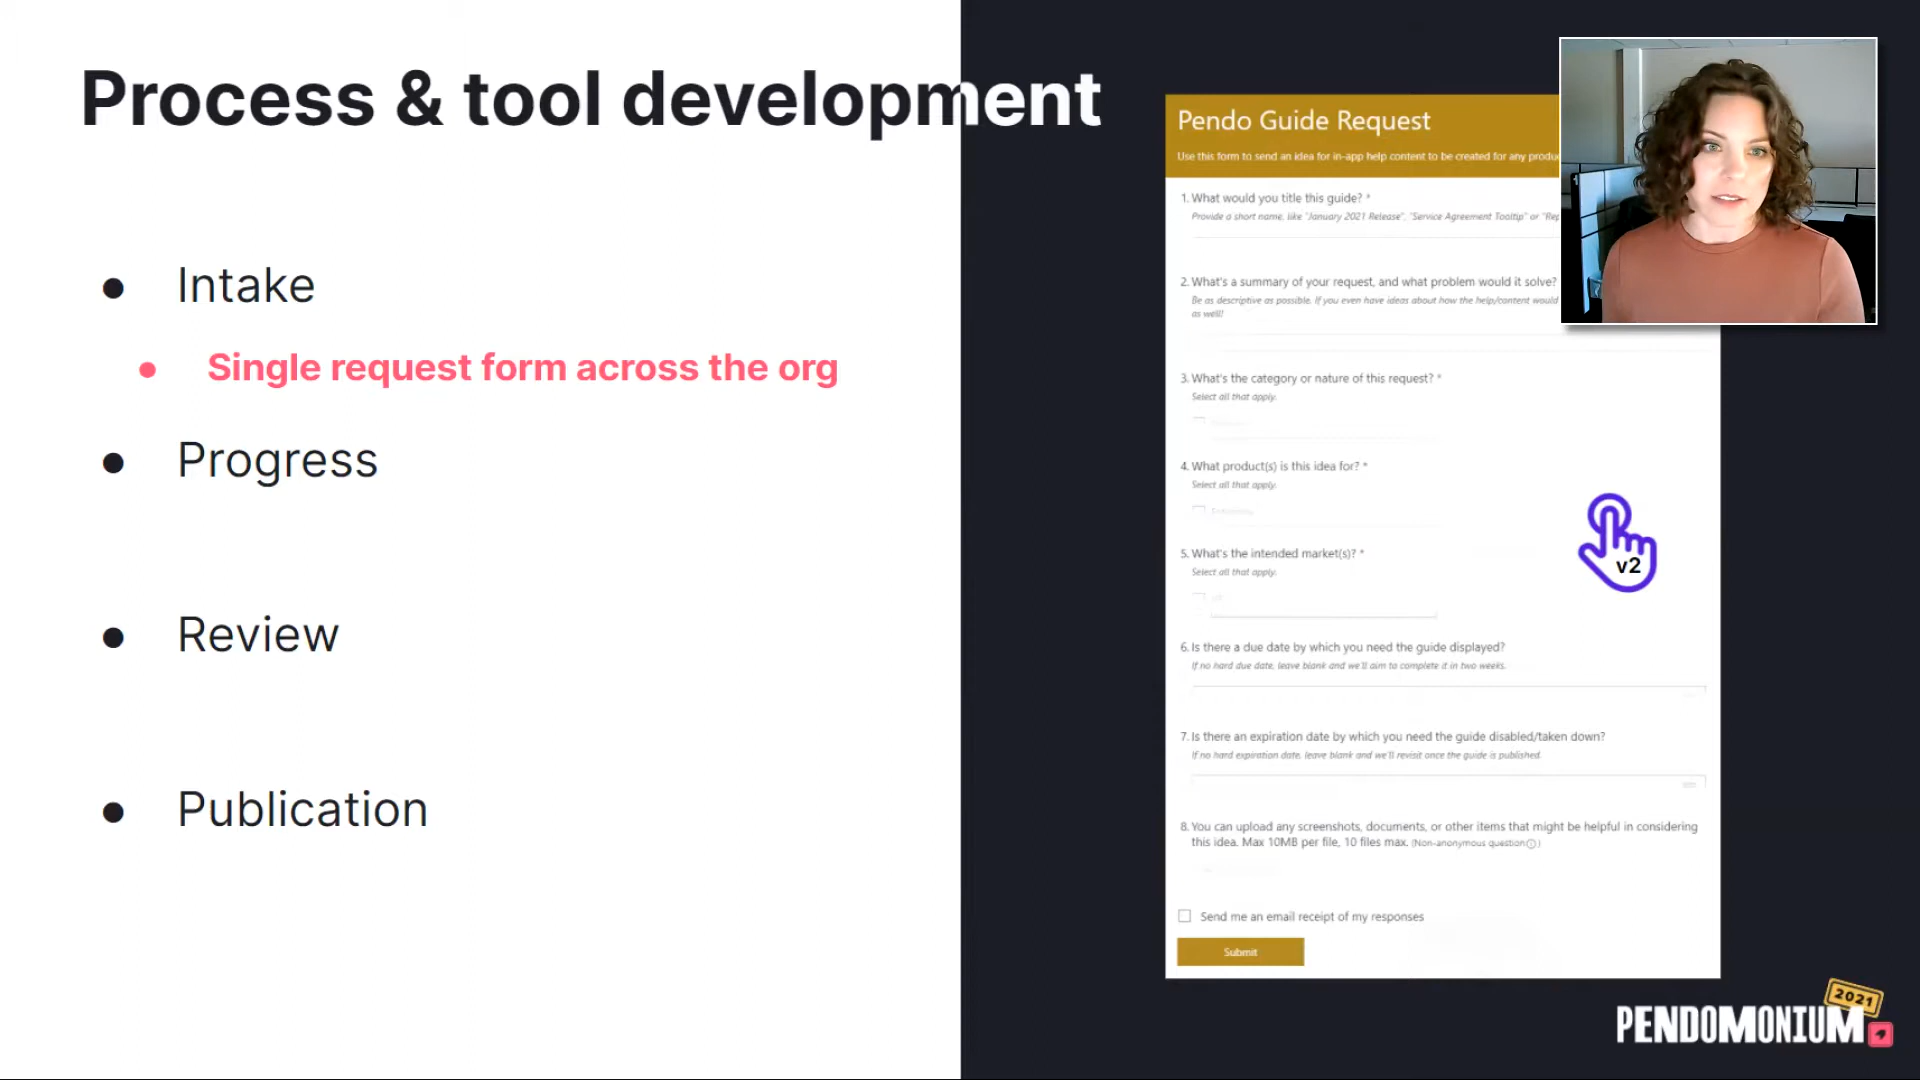 Process & tool development
Intake
Single request form across the org
Progress
Review
Publication
Pendo Guide Request
Use this form to send an idea for in-app help content to be created for any
1. What would you title this guide? *
Provide a short name, like "January 2021 Release", "Service Agreement Tooltip" or
2. What's a summary of your request, and what problem would it solve?
Be as descriptive as possible. If you even have ideas about how the help/content would
as well!
3. What's the category or nature of this request? *
Select all that apply.
4. What product(s) is this idea for? *
Select all that apply.
5. What's the intended market(s)? *
Select all that apply.
v2
6. Is there a due date by which you need the guide displayed?
If no hard due date, leave blank and we'll aim to complete it in two weeks.
7. Is there an expiration date by which you need the guide disabled/taken down?
If no hard expiration date, leave blank and we'll revisit once the guide is published.
8. You can upload any screenshots, documents, or other items that might be helpful in considering
this idea. Max 10MB per file, 10 files max. (Non-anonymous question)
Send me an email receipt of my responses
Submit
2021
PENDOMONIUM